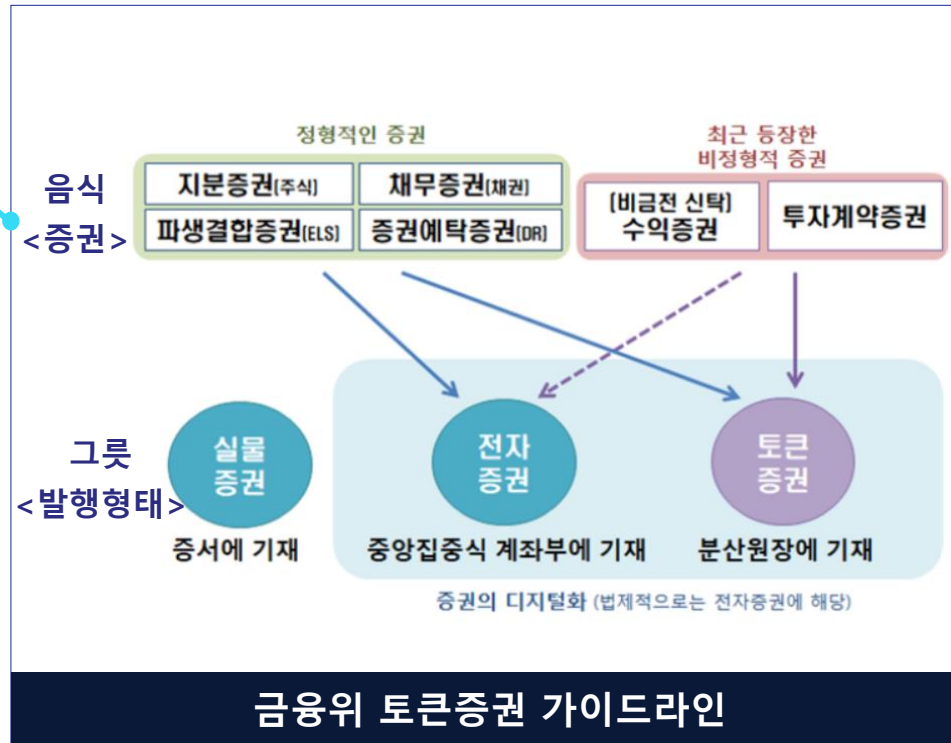 정형적인 증권
최근 등장한
비정형적 증권
음식
<증권>
지분증권(주식)
채무증권(채권)
파생결합증권(ELS)
증권예탁증권(DR)
(비금전 신탁)
수익증권
투자계약증권
그릇
<발행형태>
실물
증권
전자
증권
토큰
증권
증서에 기재
중앙집중식 계좌부에 기재
분산원장에 기재
증권의 디지털화 (법제적으로는 전자증권에 해당)
금융위 토큰증권 가이드라인